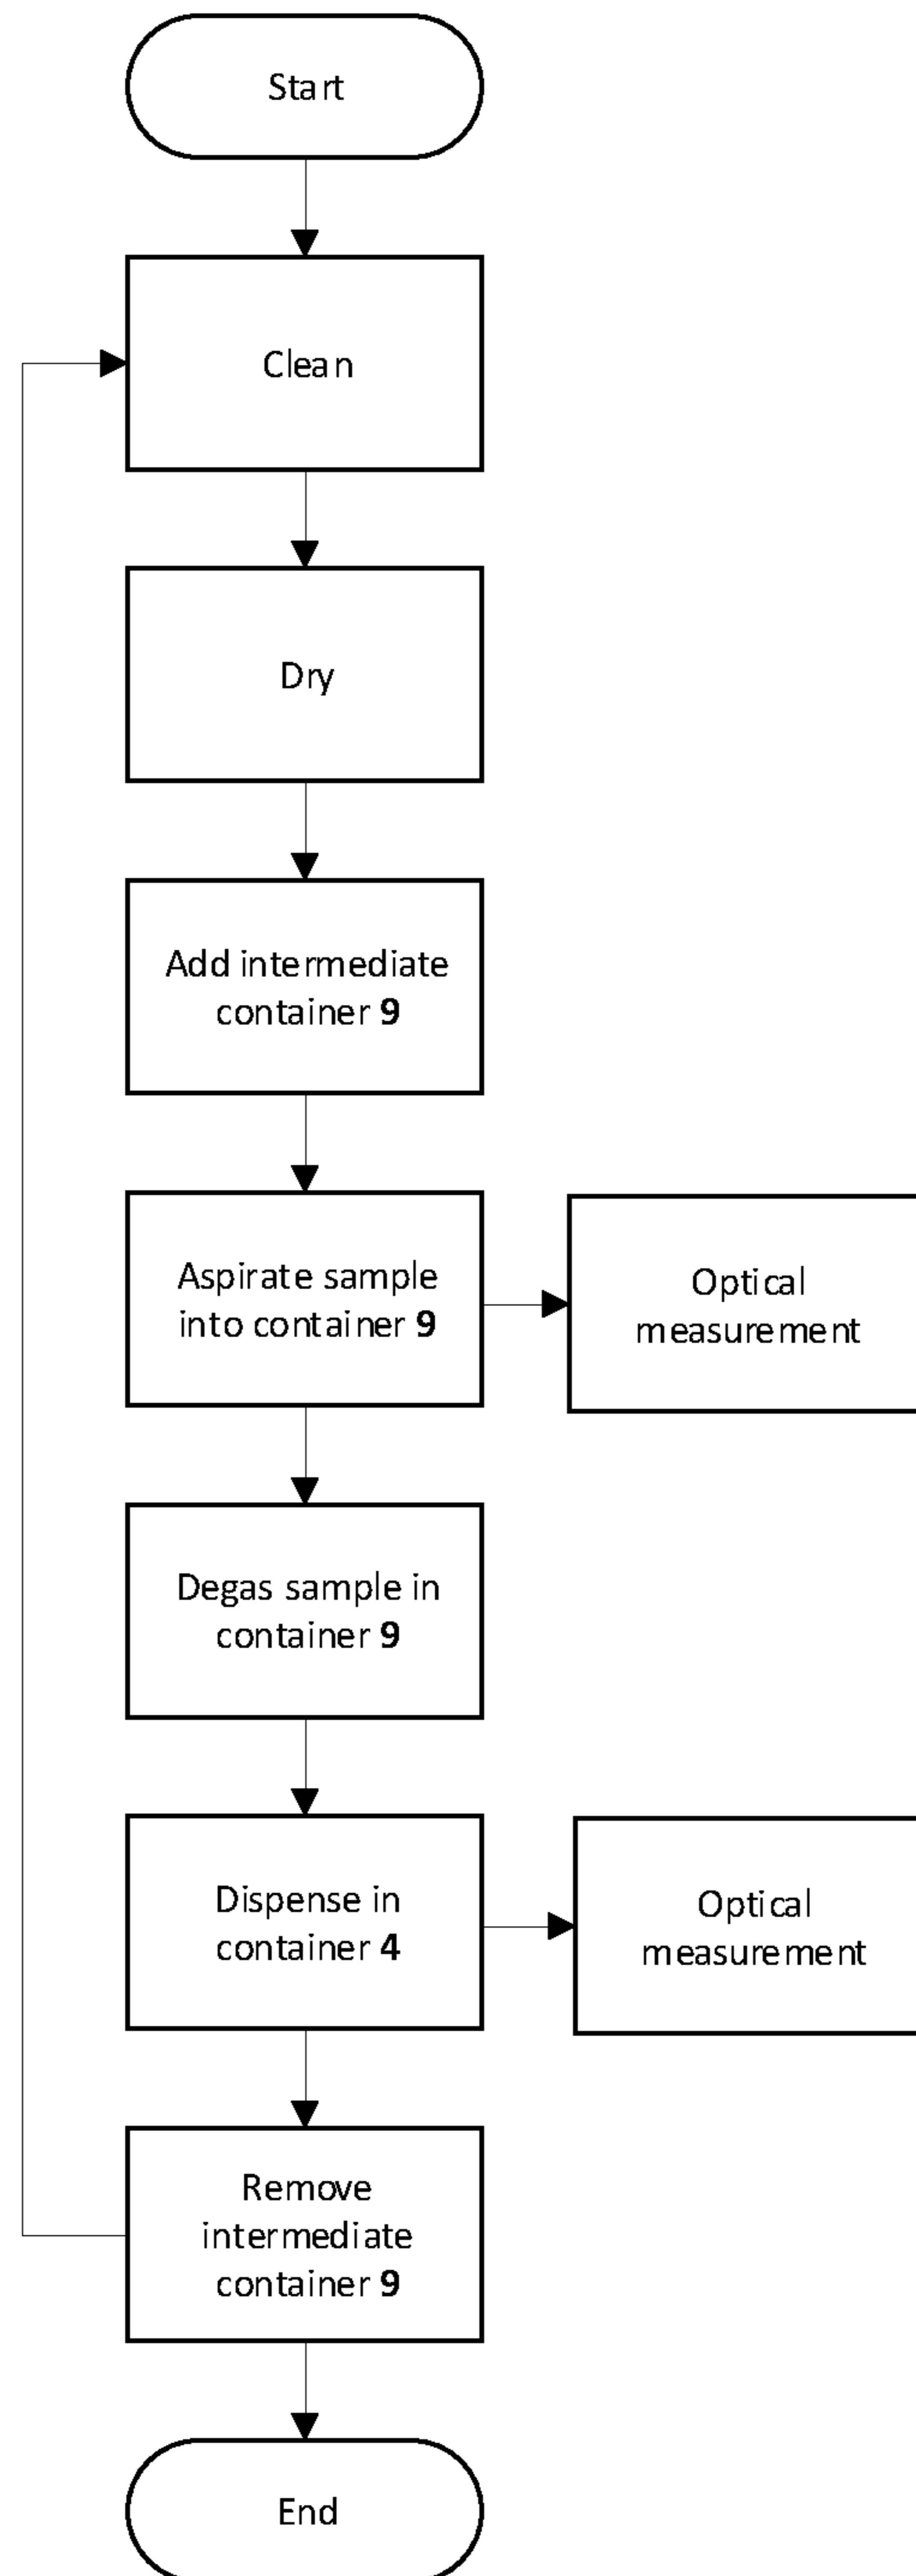 Start
Clean
Dry
Add intermediate
container 9
Aspirate sample
into container 9
Optical
measurement
Degas sample in
container 9
Dispense in
container 4
Optical
measurement
Remove
intermediate
container 9
End